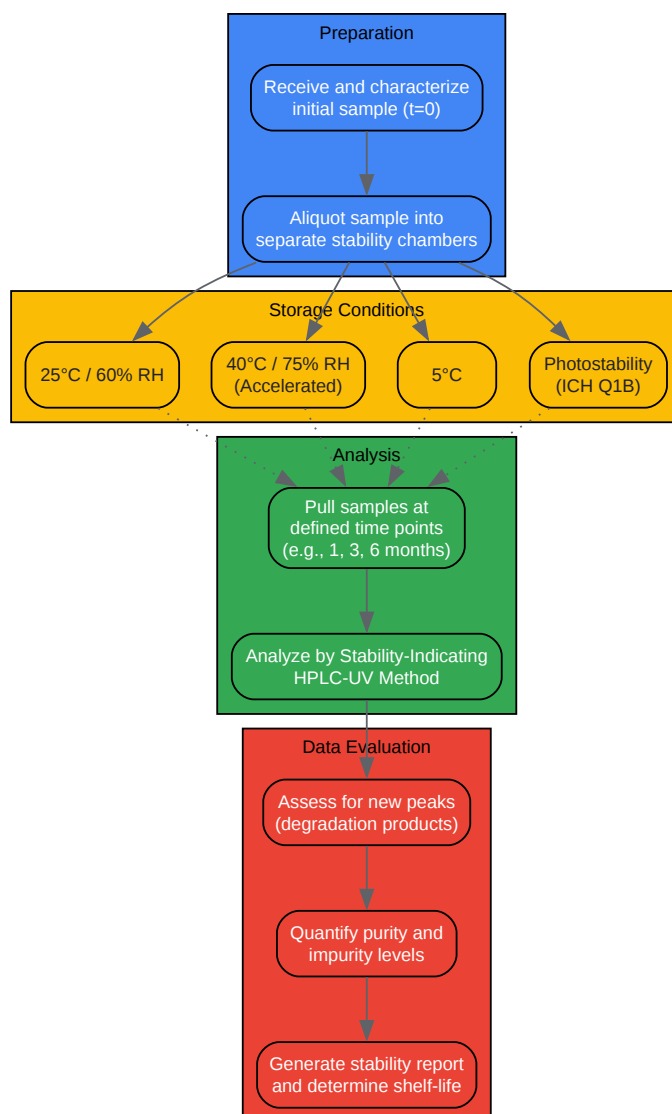 Preparation
Receive and characterize
initial sample (t=0)
Aliquot sample into
separate stability chambers
Storage Conditions
25°C / 60% RH
40°C / 75% RH
(Accelerated)
5°C
Photostability
(ICH Q1B)
Analysis
Pull samples at
defined time points
(e.g., 1, 3, 6 months)
Analyze by Stability-Indicating
HPLC-UV Method
Data Evaluation
Assess for new peaks
(degradation products)
Quantify purity and
impurity levels
Generate stability report
and determine shelf-life